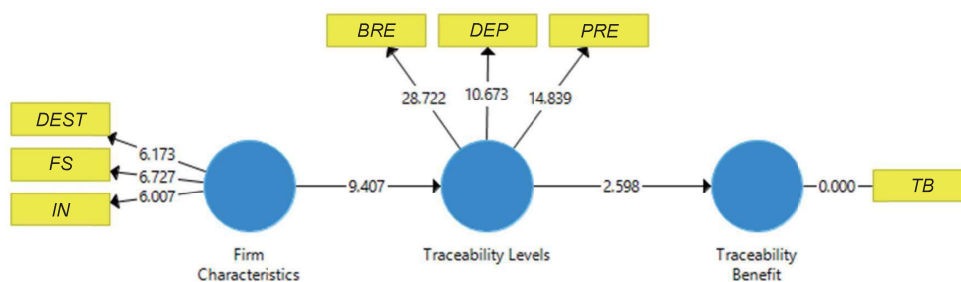 BRE
DEP
PRE
28.722
10.673
14.839
DEST
FS
IN
6.173
6.727
6.007
9.407
2.598
0.000
TB
Firm
Characteristics
Traceability Levels
Traceability
Benefit